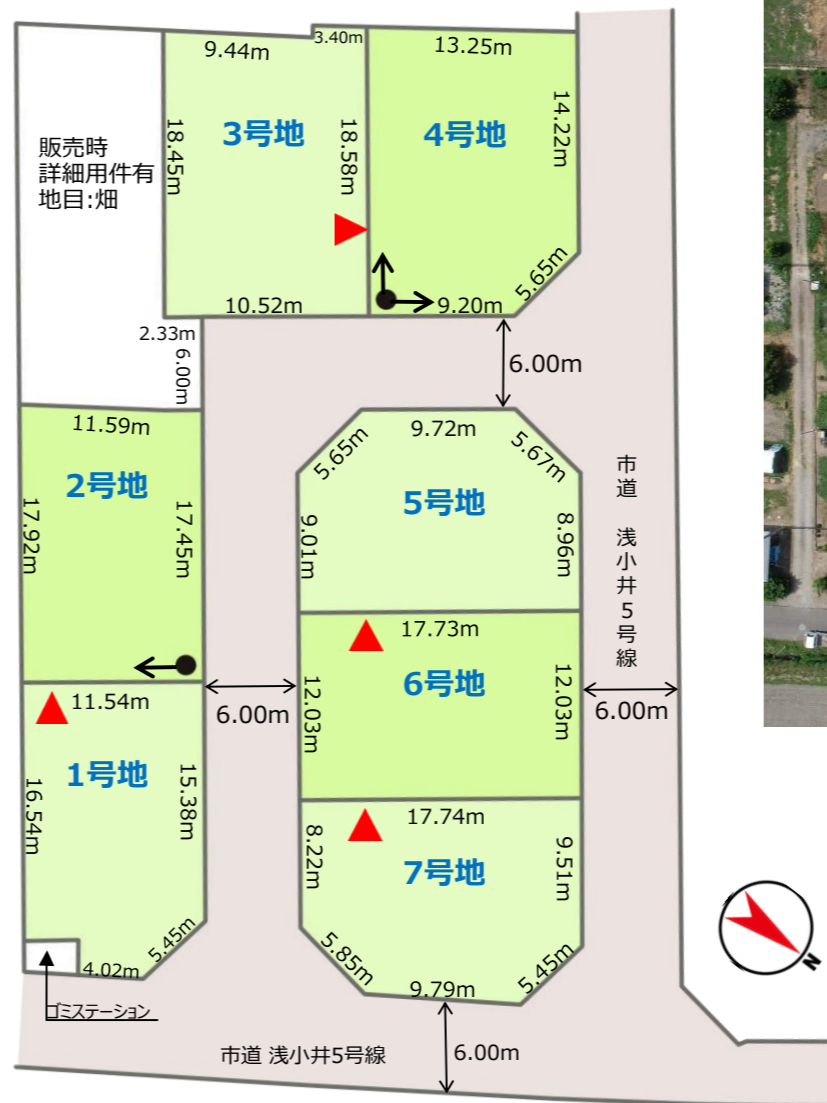 9.44m
3.40m
13.25m
18.45m
3号地
18.58m
4号地
14.22m
販売時
詳細用件有
地目:畑
10.52m
9.20m
5.65m
2.33m
6.00m
6.00m
11.59m
2号地
17.92m
17.45m
5.65m
9.72m
5.67m
5号地
9.01m
8.96m
市道 浅小井5号線
17.73m
6号地
12.03m
12.03m
6.00m
6.00m
11.54m
1号地
16.54m
15.38m
17.74m
7号地
8.22m
9.51m
5.45m
4.02m
ゴミステーション
5.85m
9.79m
5.45m
市道 浅小井5号線
6.00m
N